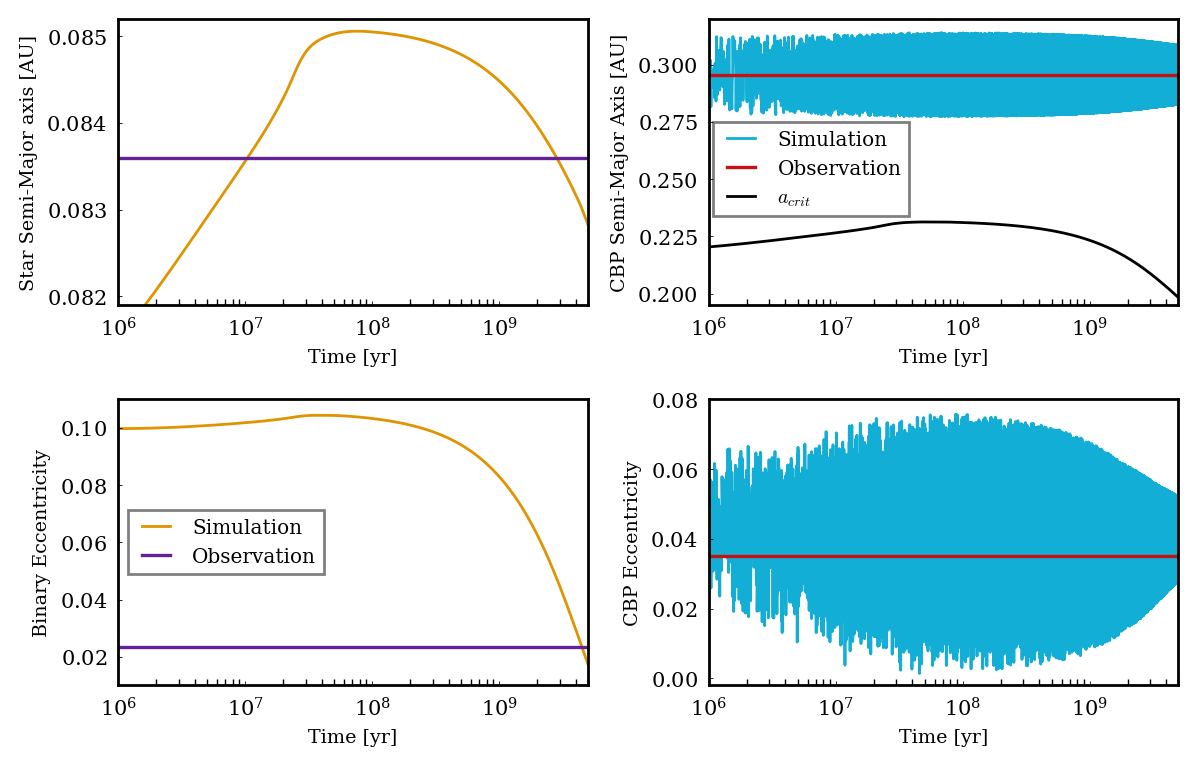 Star Semi-Major axis [AU]
0.085
0.084
0.083
0.082
10^6 10^7 10^8 10^9
Time [yr]
CBP Semi-Major Axis [AU]
0.300
0.275
0.250
0.225
0.200
Simulation
Observation
a_crit
10^6 10^7 10^8 10^9
Time [yr]
Binary Eccentricity
0.10
0.08
0.06
0.04
0.02
Simulation
Observation
10^6 10^7 10^8 10^9
Time [yr]
CBP Eccentricity
0.08
0.06
0.04
0.02
0.00
10^6 10^7 10^8 10^9
Time [yr]